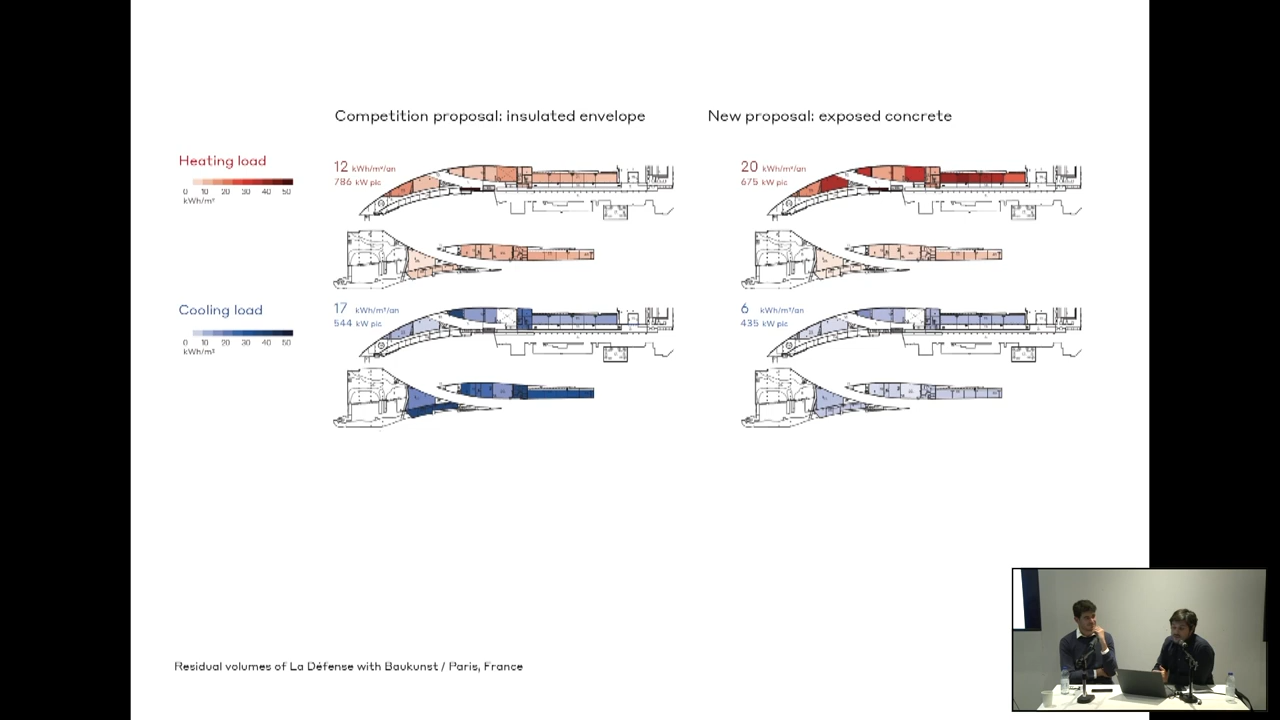 Competition proposal: insulated envelope
New proposal: exposed concrete
Heating load
0 10 20 30 40 50
kWh/m²
12 kWh/m²/an
786 kW pic
20 kWh/m²/an
675 kW pic
Cooling load
0 10 20 30 40 50
kWh/m²
17 kWh/m²/an
544 kW pic
6 kWh/m²/an
435 kW pic
Residual volumes of La Défense with Baukunst / Paris, France